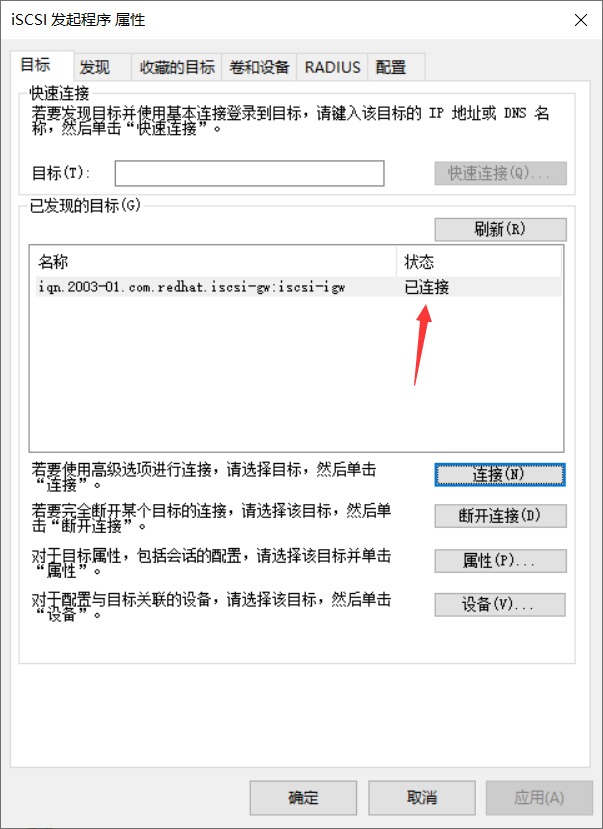 iSCSI 发起程序 属性
目标
发现
收藏的目标
卷和设备
RADIUS
配置
快速连接
若要发现目标并使用基本连接登录到目标，请键入该目标的 IP 地址或 DNS 名
称，然后单击“快速连接”。
目标(T):
快速连接(Q)...
已发现的目标(G)
刷新(R)
名称
状态
iqn.2003-01.com.redhat.iscsi-gw:iscsi-igw
已连接
若要使用高级选项进行连接，请选择目标，然后单击
“连接”。
连接(N)
若要完全断开某个目标的连接，请选择该目标，然后单
击“断开连接”。
断开连接(D)
对于目标属性，包括会话的配置，请选择该目标并单击
“属性”。
属性(P)...
对于配置与目标关联的设备，请选择该目标，然后单击
“设备”。
设备(V)...
确定
取消
应用(A)